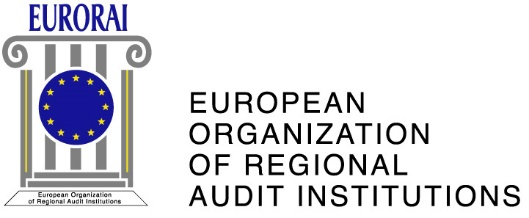 EURORAI
European Organization
of Regional Audit Institutions
EUROPEAN
ORGANIZATION
OF REGIONAL
AUDIT INSTITUTIONS